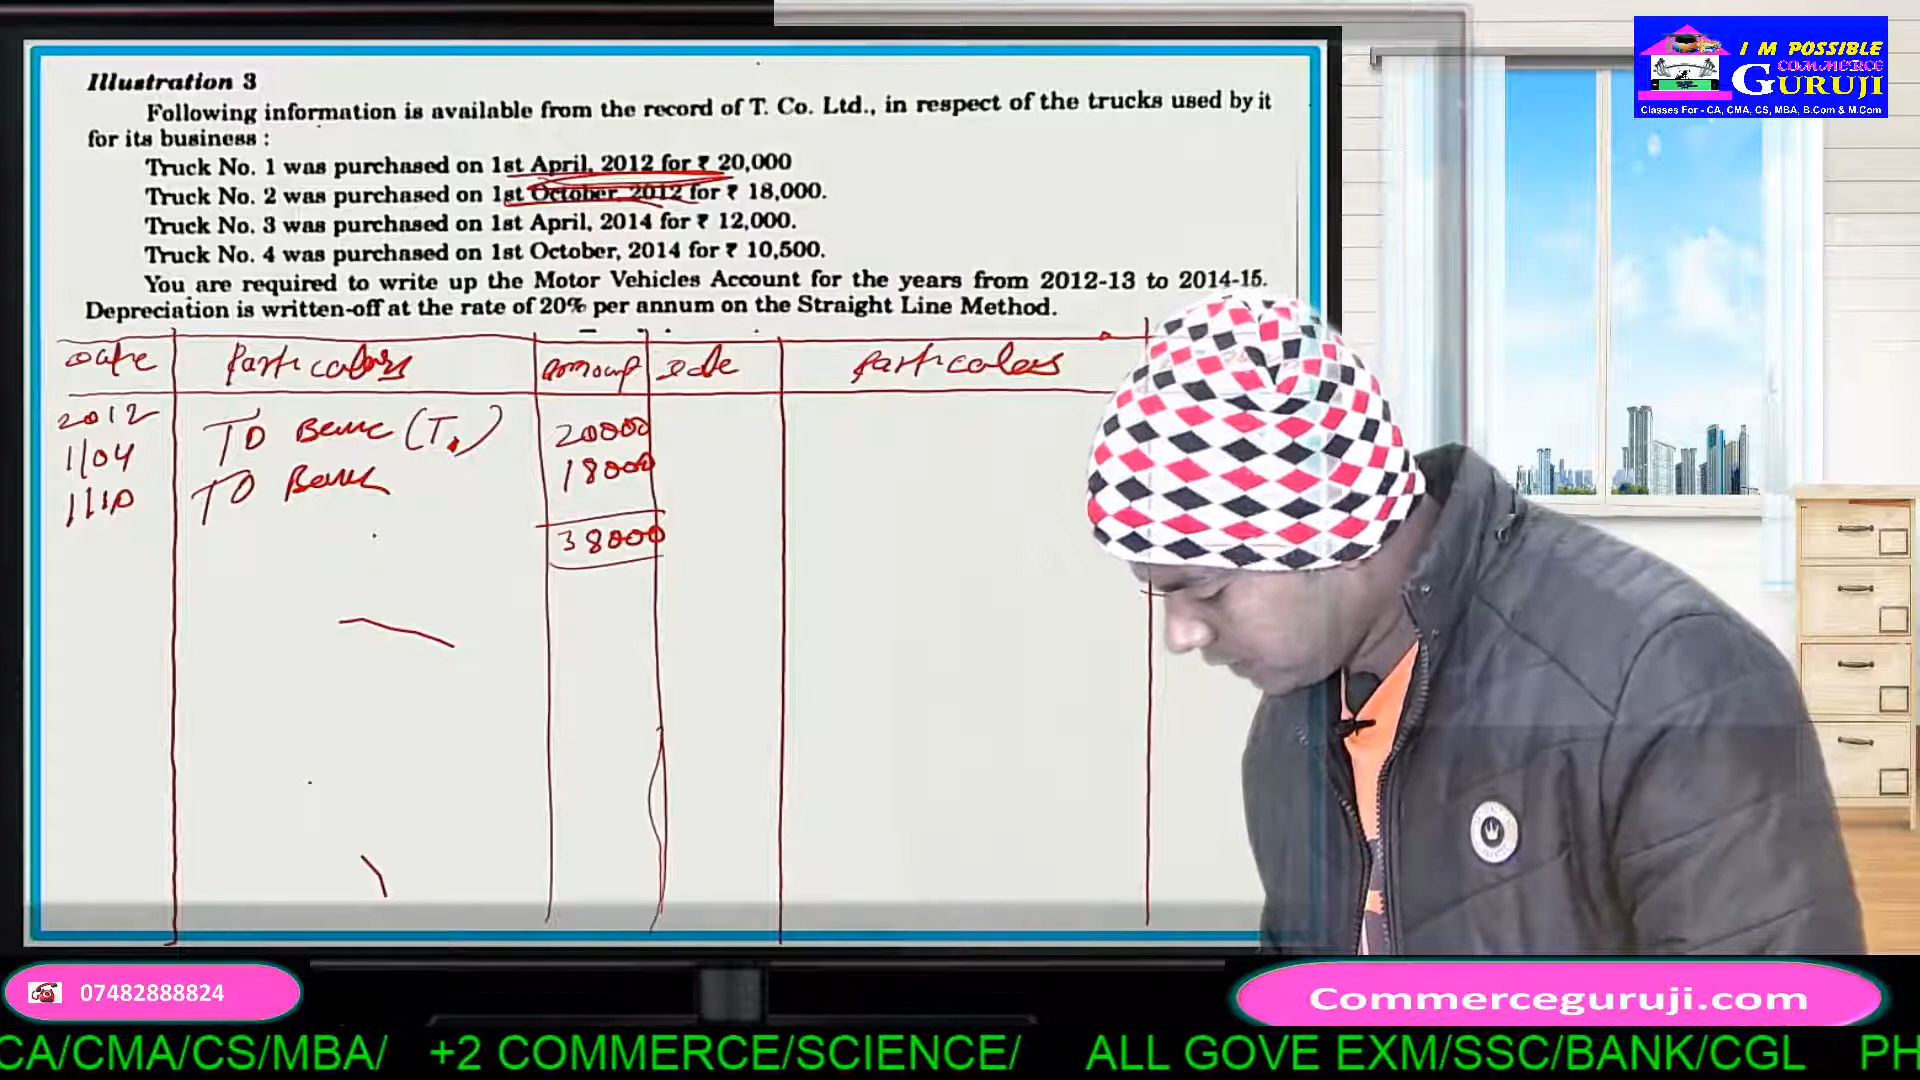 I M POSSIBLE
COMMERCE
GURUJI
Classes For - CA, CMA, CS, MBA, B.Com & M.Com
Illustration 3
Following information is available from the record of T. Co. Ltd., in respect of the trucks used by it
for its business :
Truck No. 1 was purchased on 1st April, 2012 for ₹ 20,000
Truck No. 2 was purchased on 1st October, 2012 for ₹ 18,000.
Truck No. 3 was purchased on 1st April, 2014 for ₹ 12,000.
Truck No. 4 was purchased on 1st October, 2014 for ₹ 10,500.
You are required to write up the Motor Vehicles Account for the years from 2012-13 to 2014-15.
Depreciation is written-off at the rate of 20% per annum on the Straight Line Method.
Date Particulars Amount Date Particulars
2012
1/04 TO Bank (T.) 20000
1/10 TO Bank 18000
38000
07482888824
Commerceguruji.com
CA/CMA/CS/MBA/ +2 COMMERCE/SCIENCE/ ALL GOVE EXM/SSC/BANK/CGL PH